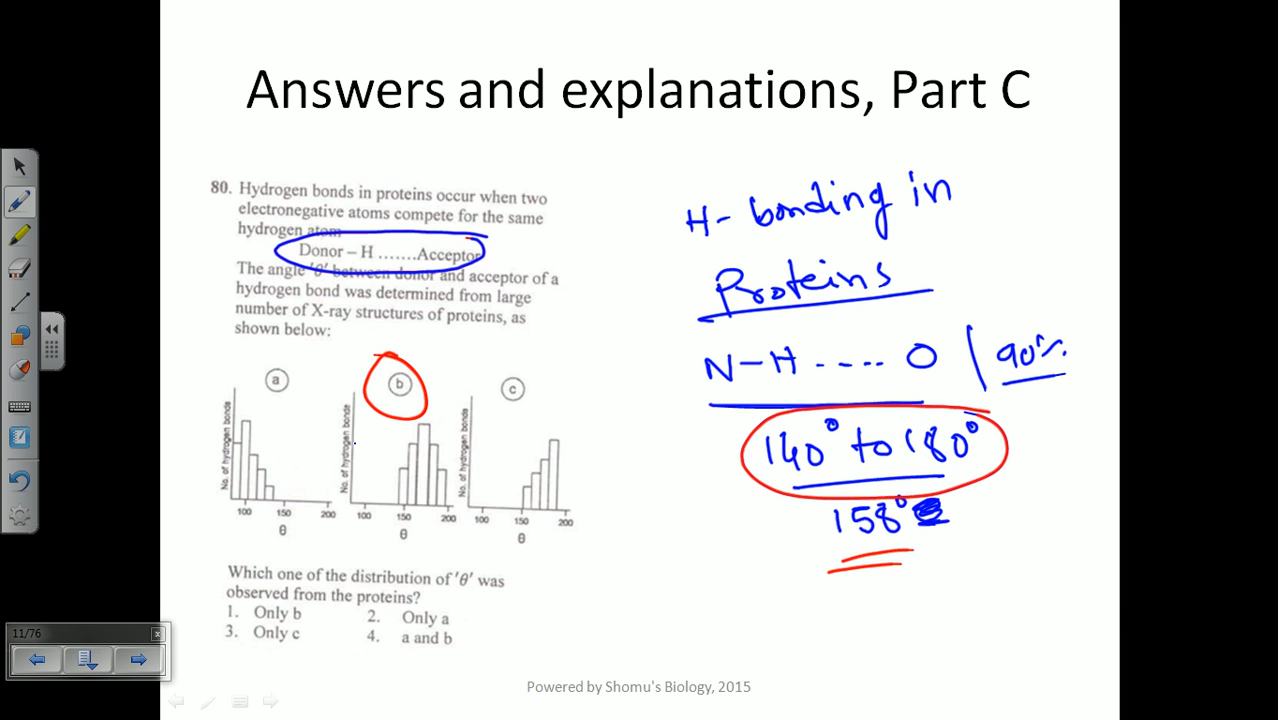 Answers and explanations, Part C
80. Hydrogen bonds in proteins occur when two
electronegative atoms compete for the same
hydrogen atom
Donor – H .......Acceptor
The angle 'θ' between donor and acceptor of a
hydrogen bond was determined from large
number of X-ray structures of proteins, as
shown below:
a
b
c
No. of hydrogen bonds
No. of hydrogen bonds
No. of hydrogen bonds
100 150 200
100 150 200
100 150 200
θ
θ
θ
Which one of the distribution of 'θ' was
observed from the proteins?
1. Only b 2. Only a
3. Only c 4. a and b
H- bonding in
Proteins
N-H .... O | 90%
140° to 180°
158°
11/76
x
Powered by Shomu's Biology, 2015